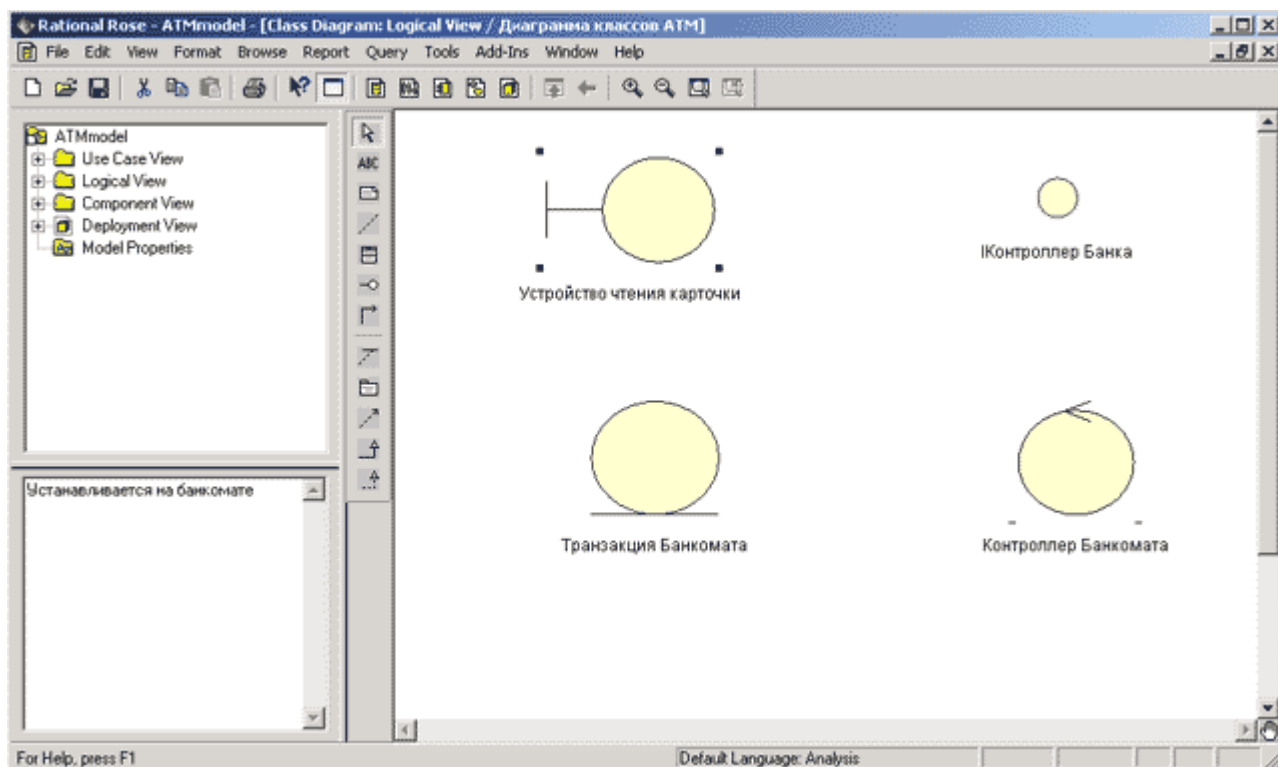 Rational Rose - ATMmodel - [Class Diagram: Logical View / Диаграмма классов ATM]
File Edit View Format Browse Report Query Tools Add-Ins Window Help
ATMmodel
Use Case View
Logical View
Component View
Deployment View
Model Properties
ABC
Устройство чтения карточки
IКонтроллер Банка
Транзакция Банкомата
Контроллер Банкомата
Устанавливается на банкомате
For Help, press F1
Default Language: Analysis